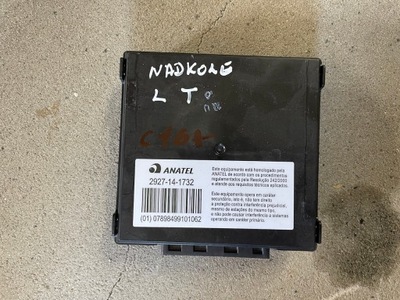 NADKOLE
L T
ANATEL
2927-14-1732
(01) 07898499101062
Este equipamento está homologado pela
ANATEL de acordo com os procedimentos
regulamentados pela Resolução 242/2000
e atende aos requisitos técnicos aplicados.
Este equipamento opera em caráter
secundário, isto é, não tem direito
a proteção contra interferência prejudicial,
mesmo de estações do mesmo tipo,
e não pode causar interferência a sistemas
operando em caráter primário.